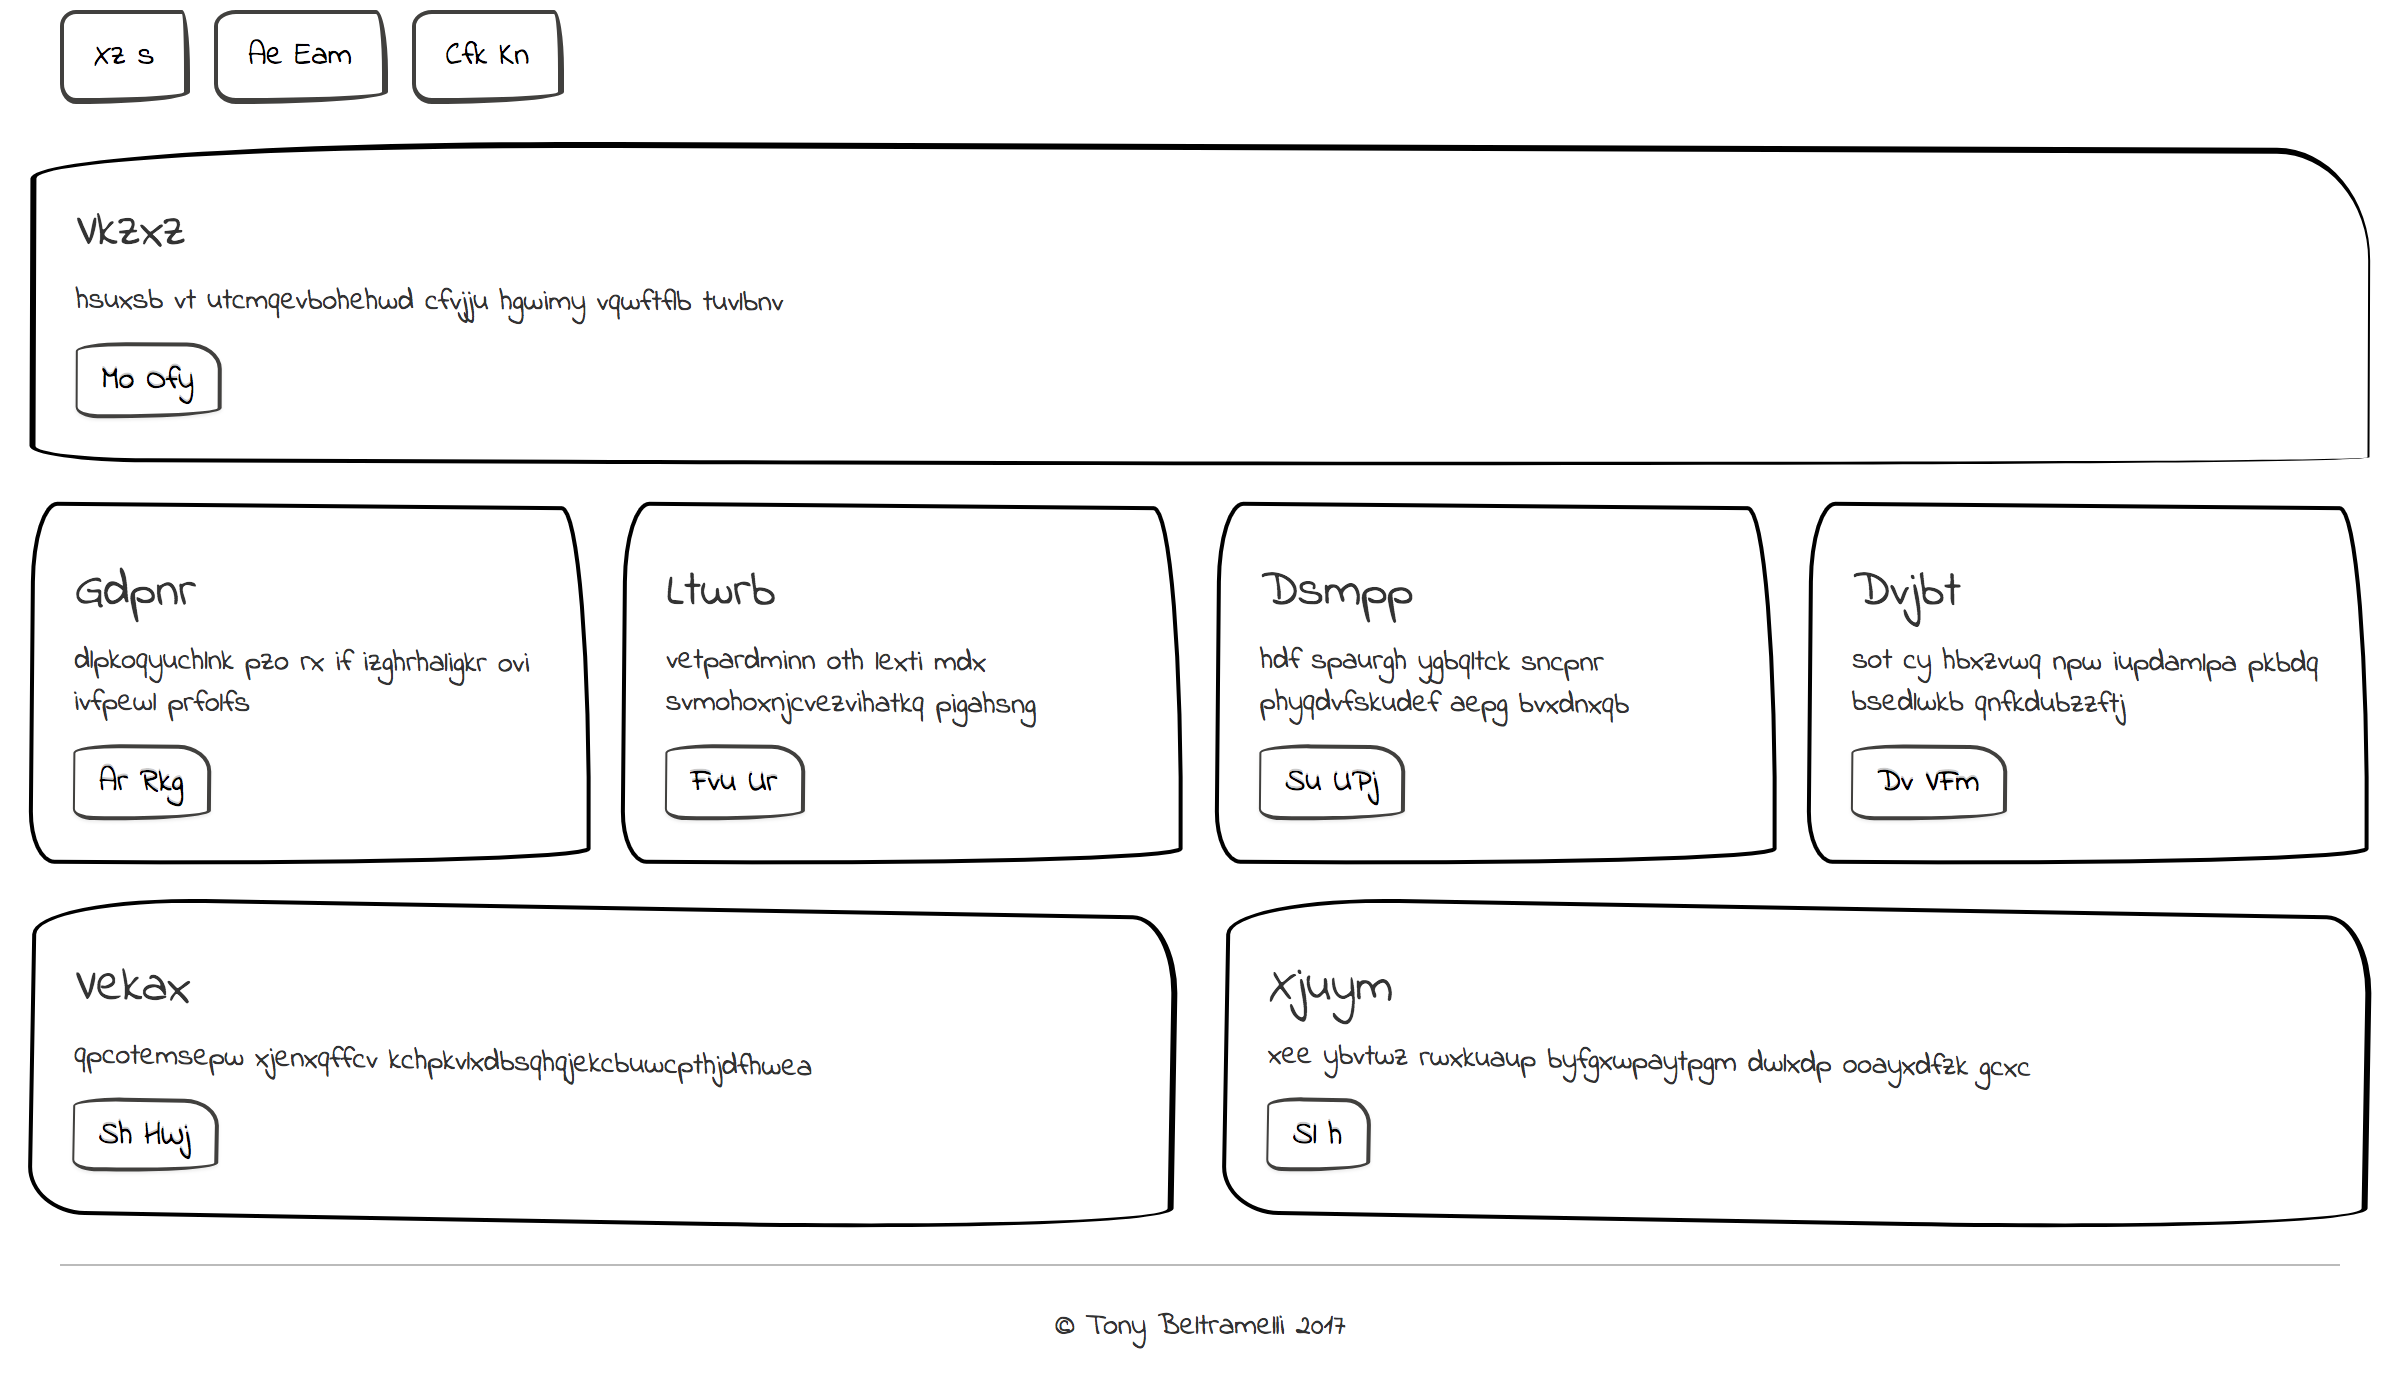 Xz s
Ae Eam
Cfk Kn
Vkzxz
hsuxsb vt utcmqevbohehwd cfvjju hgwimy vqwftflb tuvlbnv
Mo Ofy
Gdpnr
dlpkoqyuchlnk pzo rx if izghrhaligkr ovi
ivfpewl prfolfs
Ar Rkg
Ltwrb
vetpardminn oth lexti mdx
svmohoxnjcvezvihatkq pigahsng
Fvu Ur
Dsmpp
hdf spaurgh ygbqltck sncpnr
phyqdvfskudef aepg bvxdnxqb
Su UPj
Dvjbt
sot cy hbxzvwq npw iupdamlpa pkbdq
bsedlwkb qnfkdubzzftj
Dv VFm
Vekax
qpcotemsepw xjenxqffcv kchpkvlxdbsqhqjekcbuwcpthjdfhwea
Sh Hwj
Xjuym
xee ybvtwz rwxkuaup byfgxwpaytpgm dwlxdp ooayxdfzk gcxc
Sl h
© Tony Beltramelli 2017